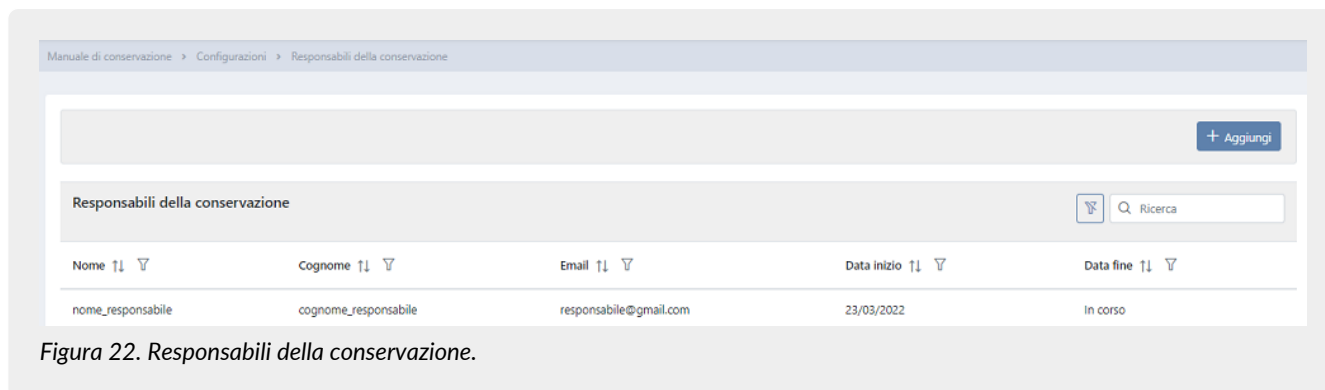 Manuale di conservazione > Configurazioni > Responsabili della conservazione
+ Aggiungi
Responsabili della conservazione
Ricerca
Nome Cognome Email Data inizio Data fine
nome_responsabile cognome_responsabile responsabile@gmail.com 23/03/2022 In corso
Figura 22. Responsabili della conservazione.